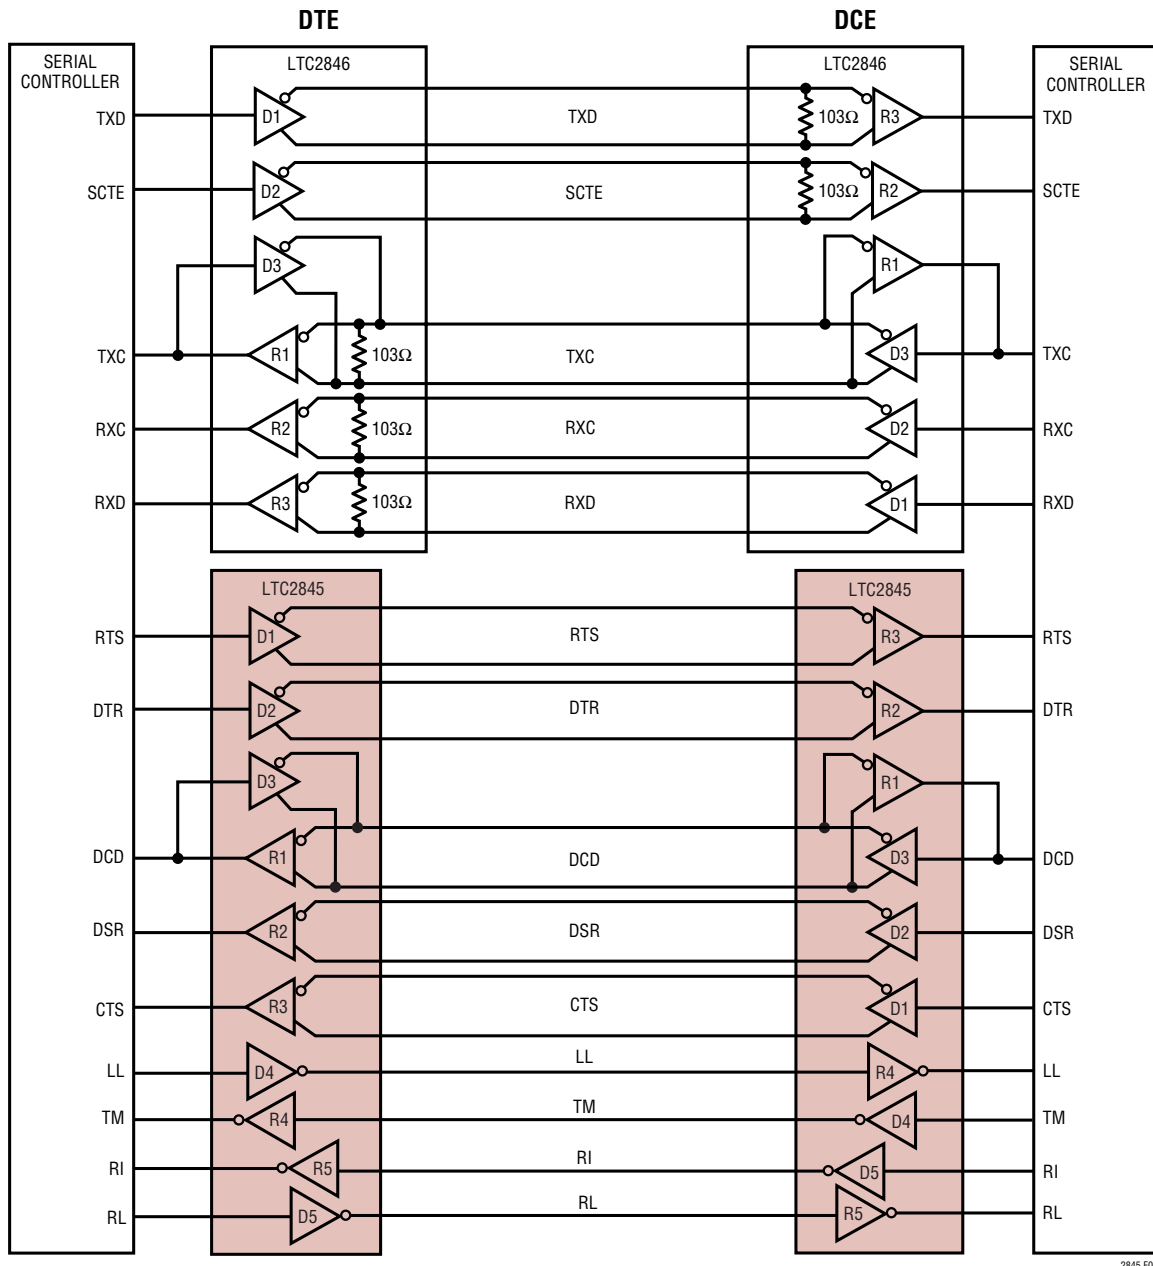 DTE DCE
SERIAL CONTROLLER LTC2846 LTC2846 SERIAL CONTROLLER
TXD D1 TXD 103Ω R3 TXD
SCTE D2 SCTE 103Ω R2 SCTE
D3 R1
TXC R1 103Ω TXC D3 TXC
RXC R2 103Ω RXC D2 RXC
RXD R3 103Ω RXD D1 RXD
LTC2845 LTC2845
RTS D1 RTS R3 RTS
DTR D2 DTR R2 DTR
D3 R1
DCD R1 DCD D3 DCD
DSR R2 DSR D2 DSR
CTS R3 CTS D1 CTS
LL D4 LL R4 LL
TM R4 TM D4 TM
RI R5 RI D5 RI
RL D5 RL R5 RL